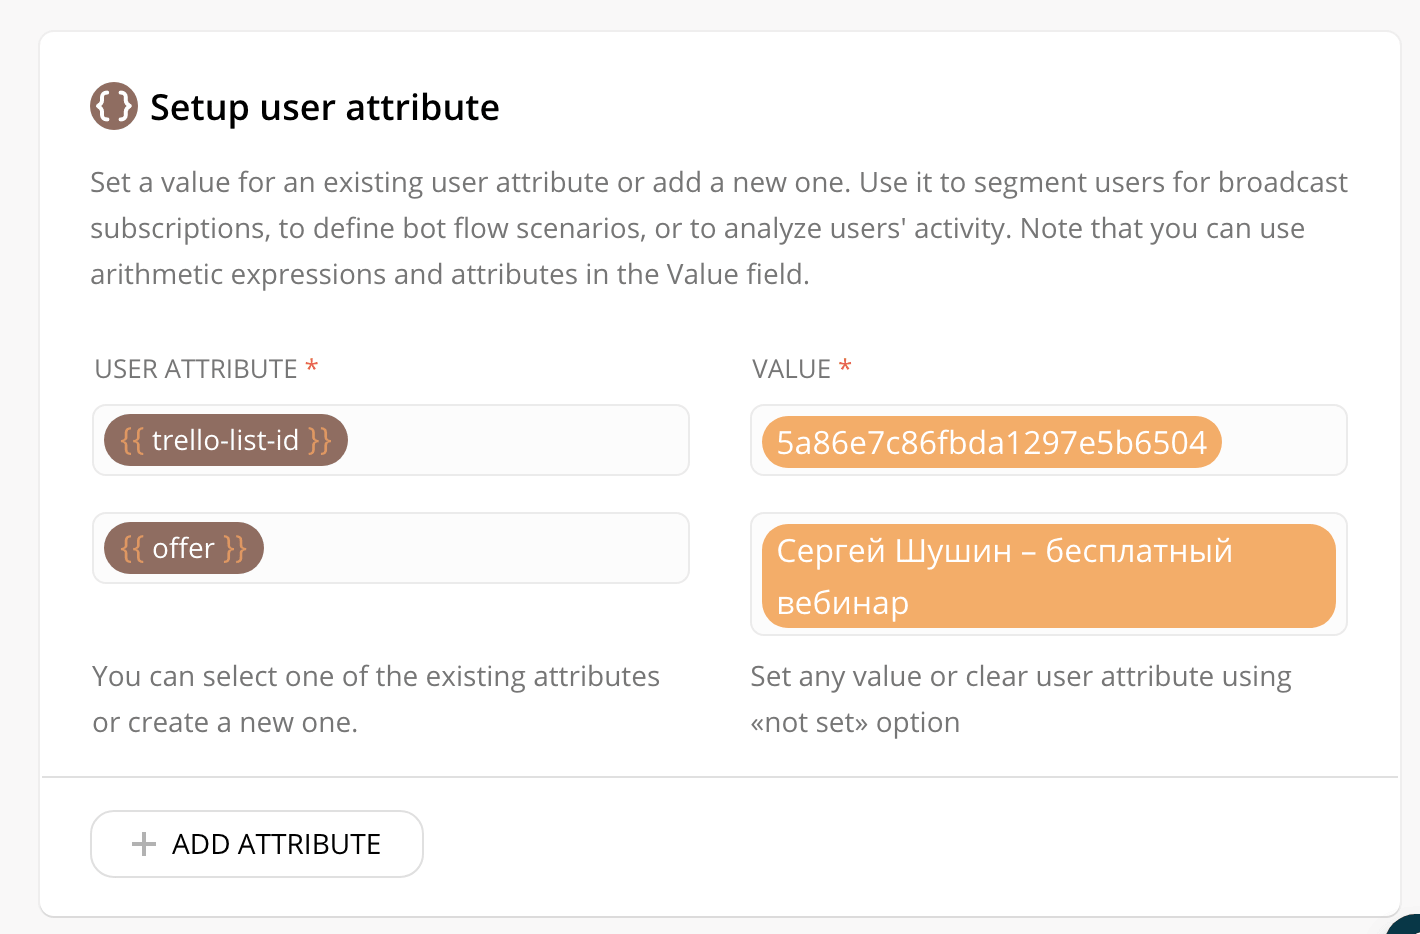 { } Setup user attribute
Set a value for an existing user attribute or add a new one. Use it to segment users for broadcast
subscriptions, to define bot flow scenarios, or to analyze users' activity. Note that you can use
arithmetic expressions and attributes in the Value field.
USER ATTRIBUTE * VALUE *
{{ trello-list-id }} 5a86e7c86fbda1297e5b6504
{{ offer }} Сергей Шушин – бесплатный
вебинар
You can select one of the existing attributes
or create a new one.
Set any value or clear user attribute using
«not set» option
+ ADD ATTRIBUTE